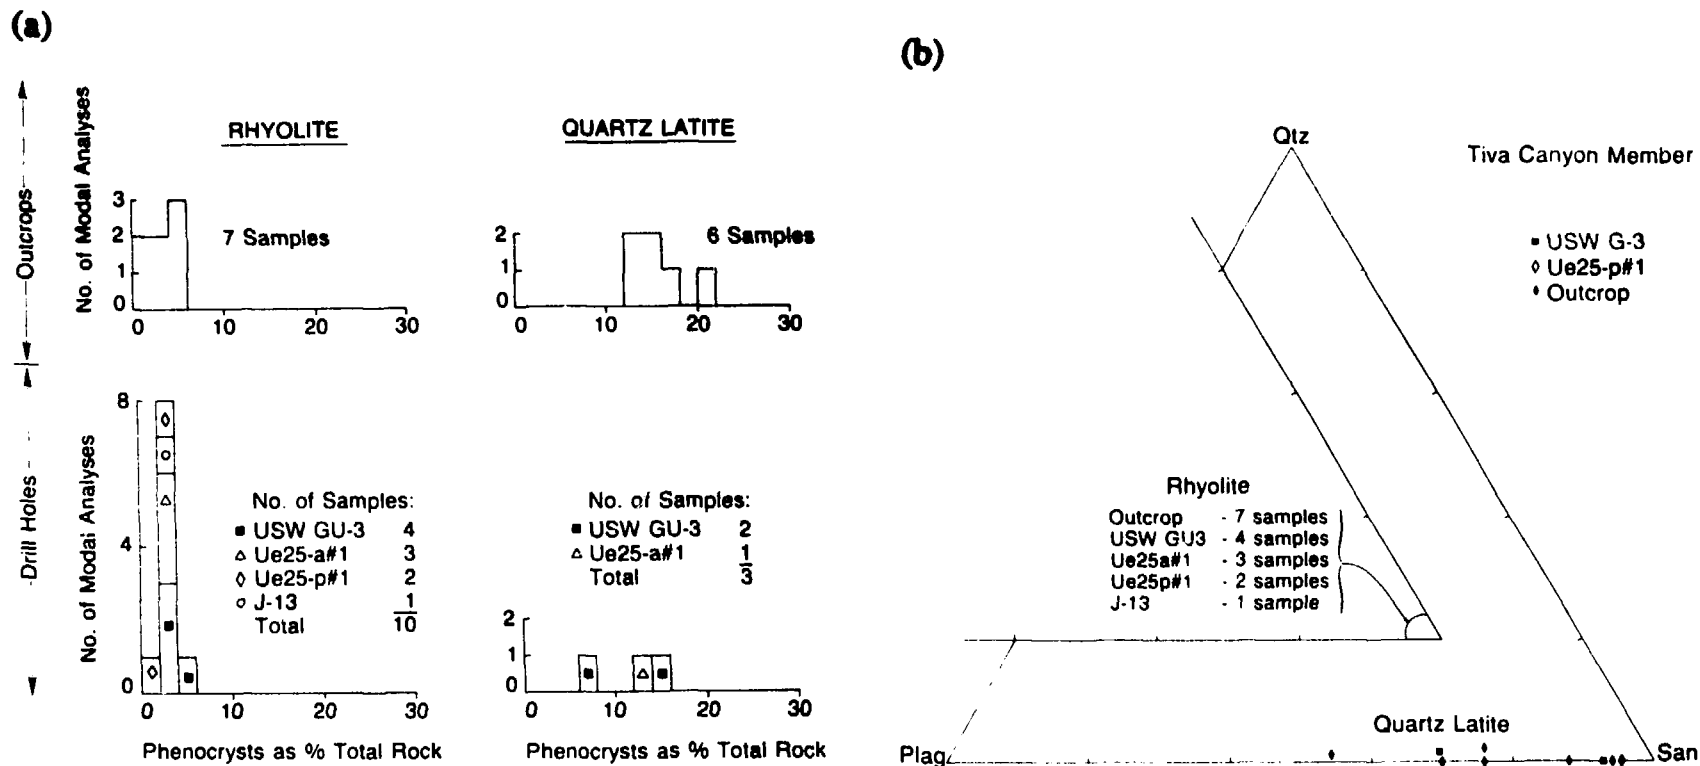 (a)
Outcrops
Drill Holes
RHYOLITE
No. of Modal Analyses
3
2
1
0
7 Samples
0 10 20 30
QUARTZ LATITE
2
1
0
6 Samples
0 10 20 30
No. of Modal Analyses
8
4
0
No. of Samples:
USW GU-3 4
Ue25-a#1 3
Ue25-p#1 2
J-13 1
Total 10
0 10 20 30
Phenocrysts as % Total Rock
No. of Samples:
USW GU-3 2
Ue25-a#1 1
Total 3
2
1
0
0 10 20 30
Phenocrysts as % Total Rock
(b)
Qtz
Tiva Canyon Member
USW G-3
Ue25-p#1
Outcrop
Rhyolite
Outcrop - 7 samples
USW GU3 - 4 samples
Ue25a#1 - 3 samples
Ue25p#1 - 2 samples
J-13 - 1 sample
Quartz Latite
Plag
San